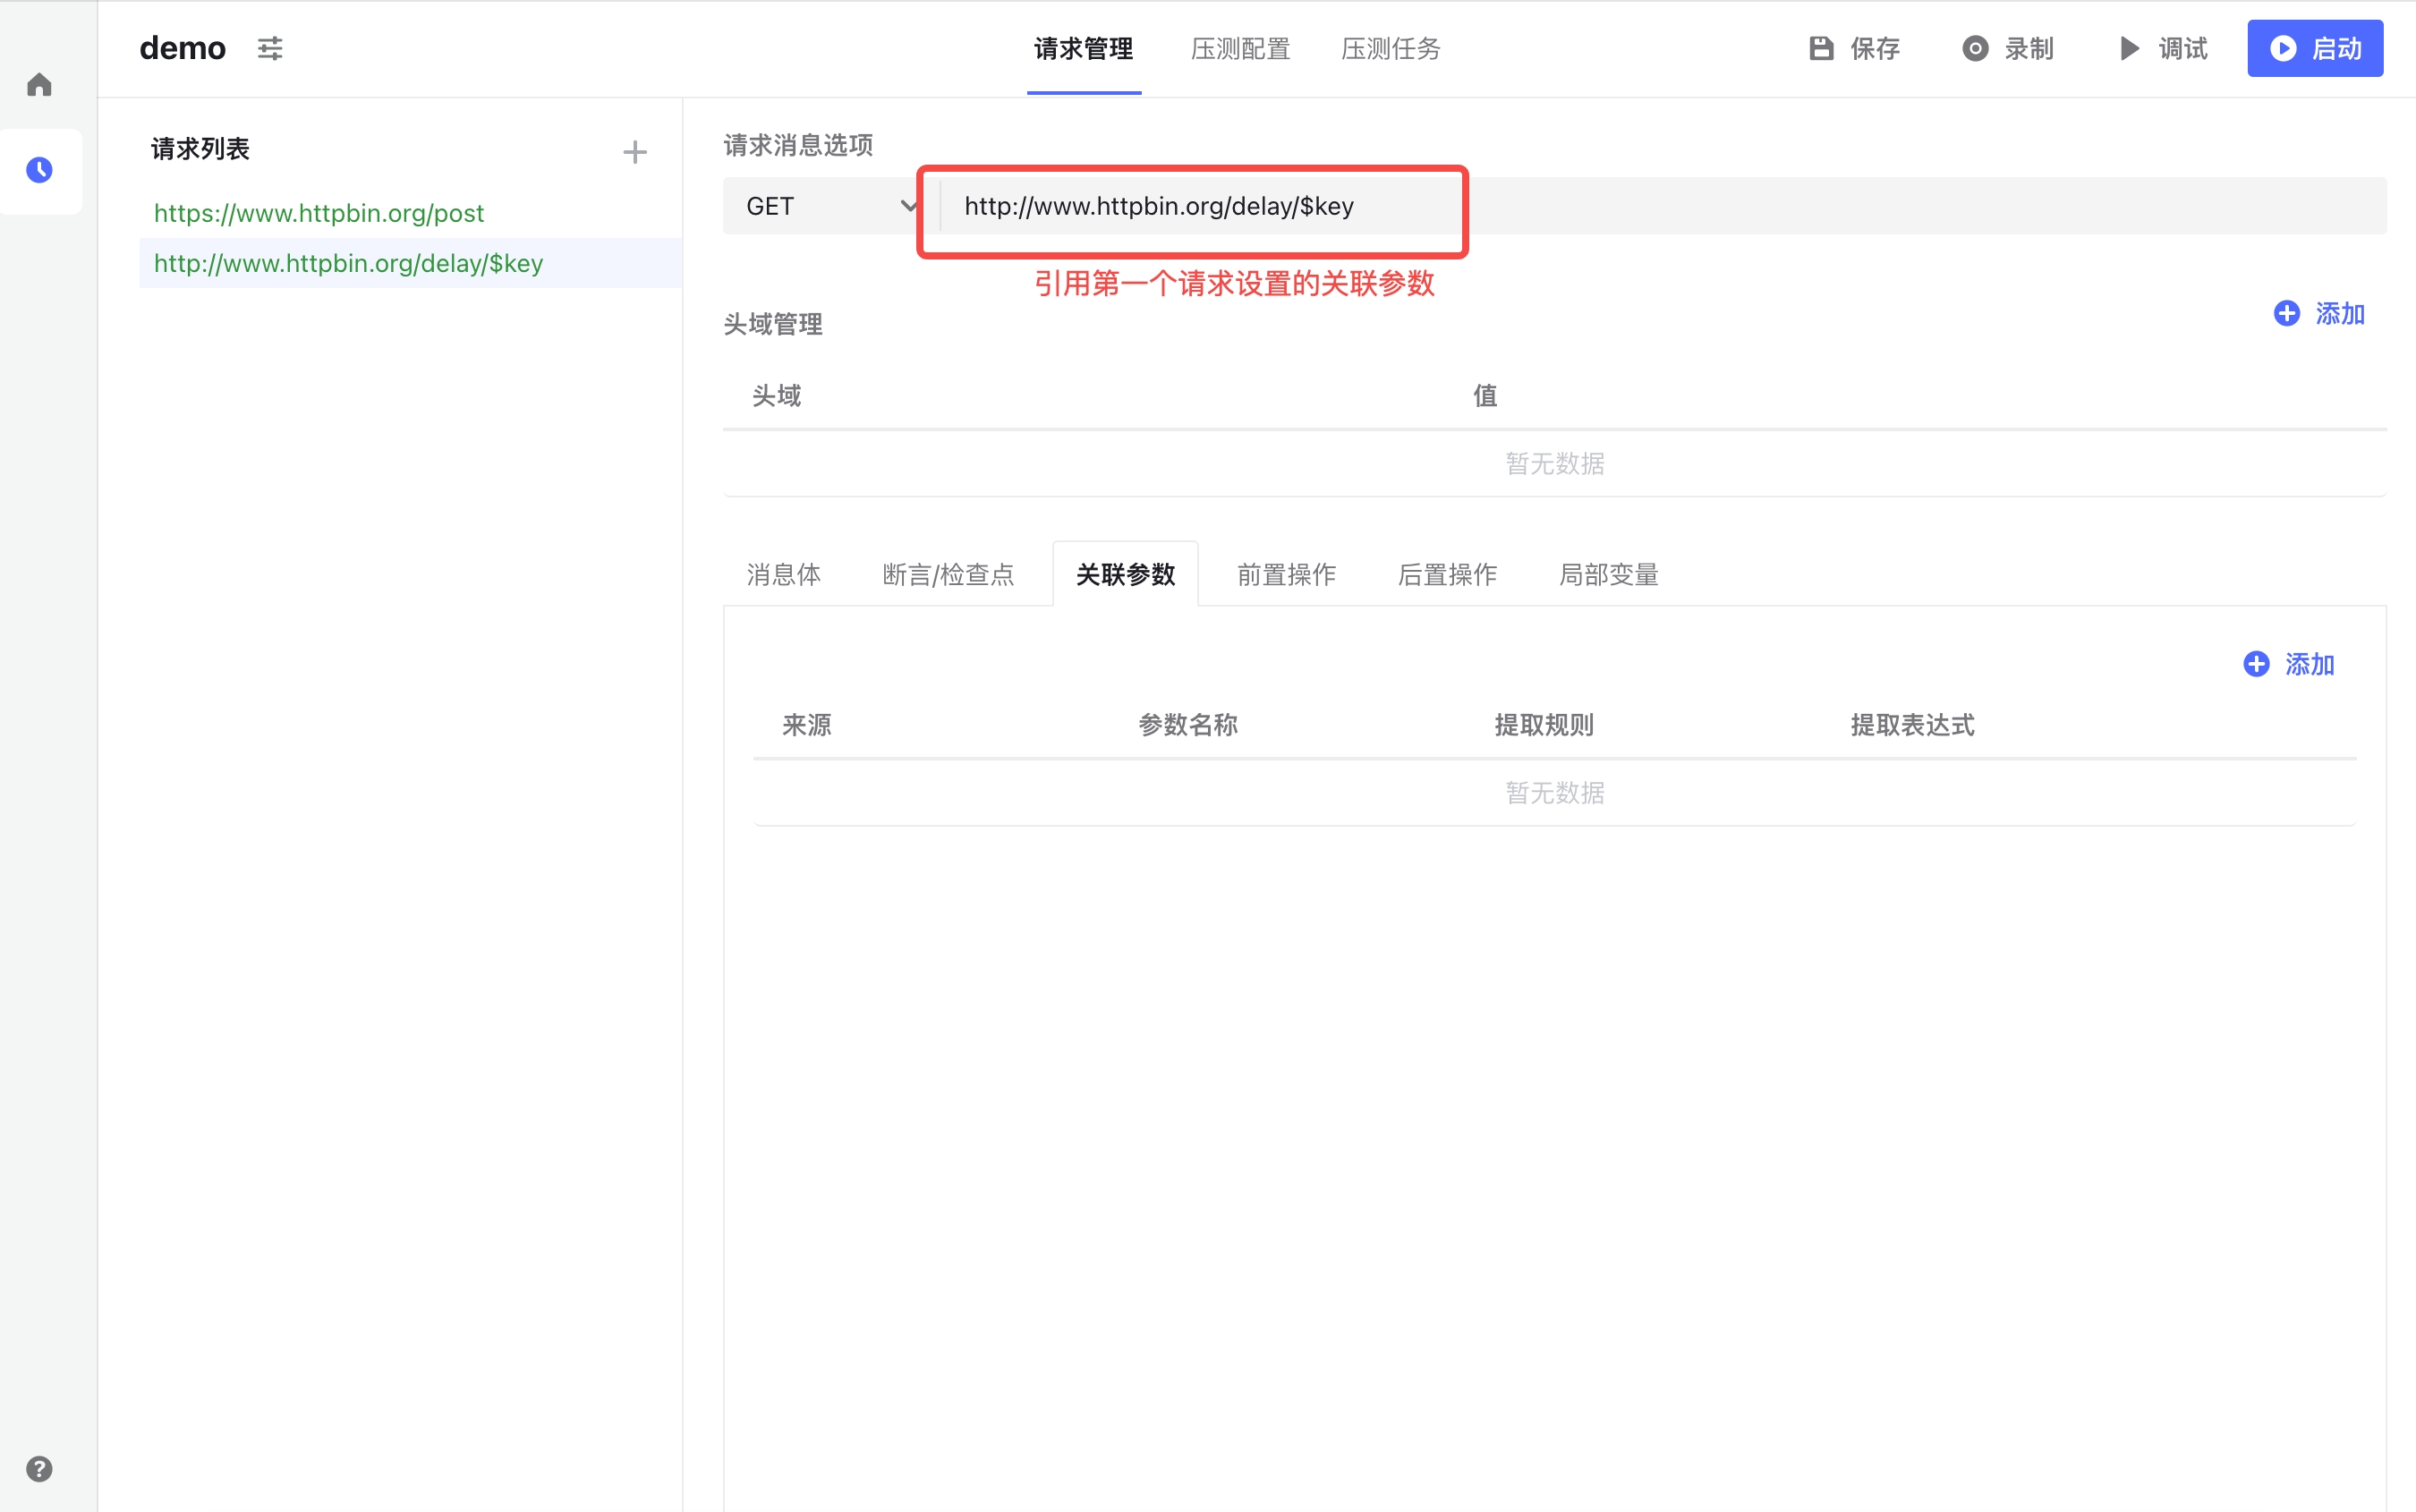 demo
请求管理 压测配置 压测任务
保存 录制 调试 启动
请求列表
https://www.httpbin.org/post
http://www.httpbin.org/delay/$key
请求消息选项
GET http://www.httpbin.org/delay/$key
引用第一个请求设置的关联参数
头域管理 添加
头域 值
暂无数据
消息体 断言/检查点 关联参数 前置操作 后置操作 局部变量
添加
来源 参数名称 提取规则 提取表达式
暂无数据